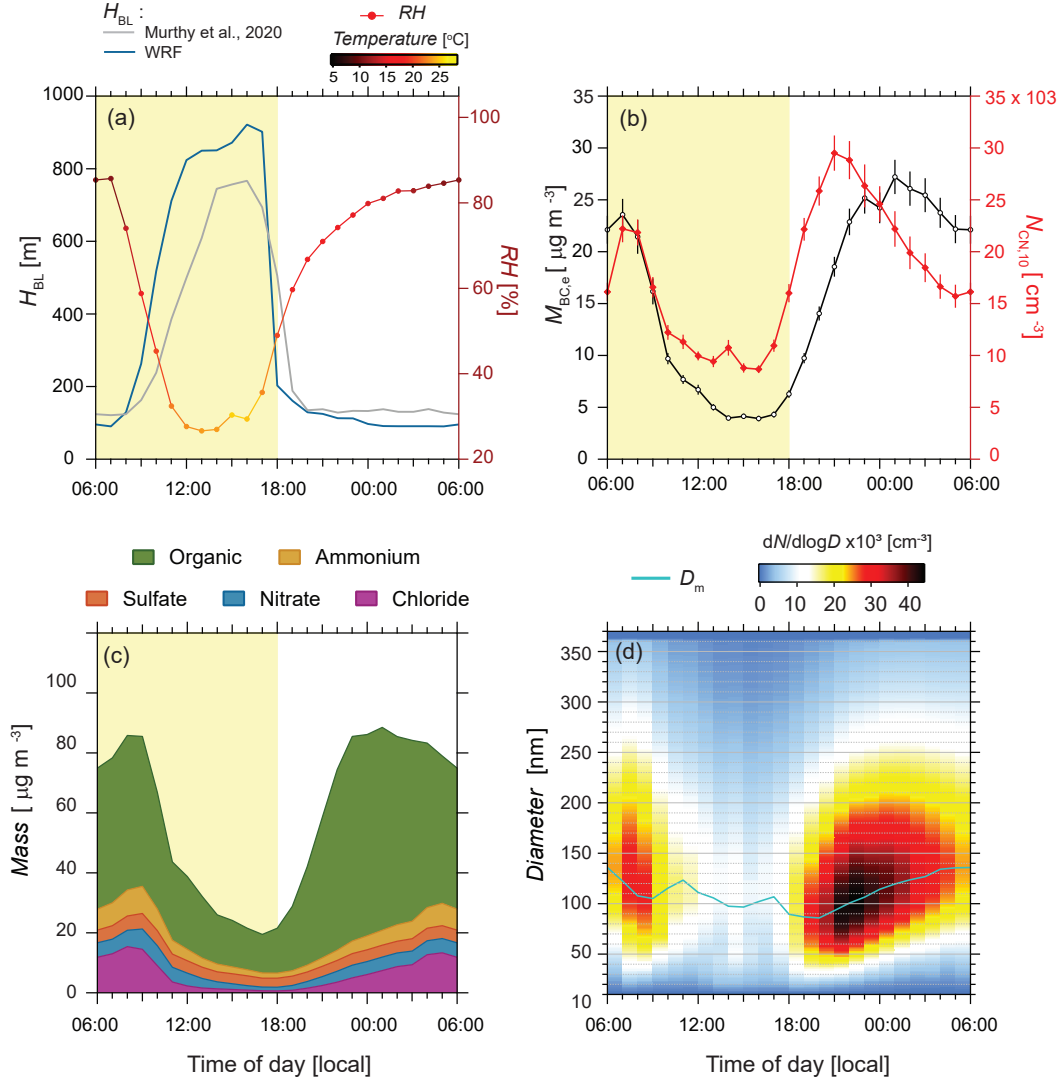 H_BL :
Murthy et al., 2020
WRF
RH
Temperature [°C]
5 10 15 20 25
(a)
1000
800
600
400
200
0
H_BL [m]
100
80
60
40
20
RH [%]
06:00 12:00 18:00 00:00 06:00
(b)
35
30
25
20
15
10
5
0
M_BC,e [ µg m⁻³]
35 x 103
30
25
20
15
10
5
0
N_CN,10 [ cm⁻³]
06:00 12:00 18:00 00:00 06:00
Organic Ammonium
Sulfate Nitrate Chloride
(c)
100
80
60
40
20
0
Mass [ µg m⁻³]
06:00 12:00 18:00 00:00 06:00
Time of day [local]
D_m
dN/dlogD x10³ [cm⁻³]
0 10 20 30 40
(d)
350
300
250
200
150
100
50
10
Diameter [nm]
06:00 12:00 18:00 00:00 06:00
Time of day [local]